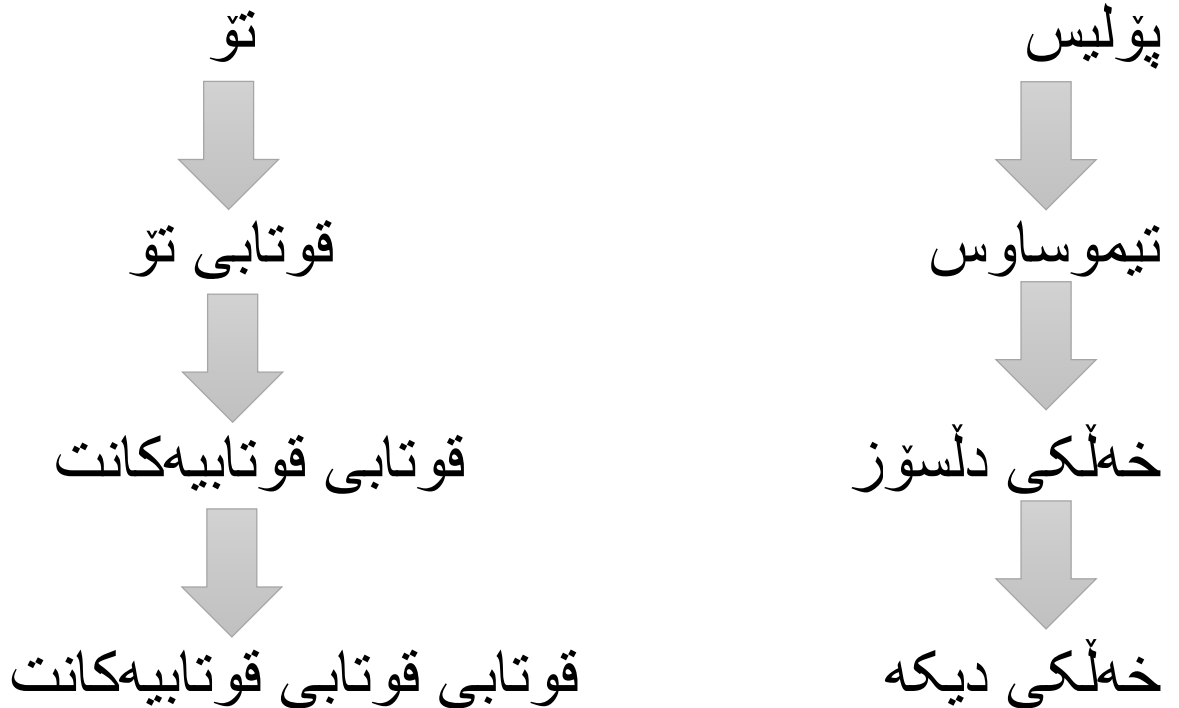 پۆلیس
تیموساوس
خەڵکی دڵسۆز
خەڵکی دیکە
تۆ
قوتابی تۆ
قوتابی قوتابیەکانت
قوتابی قوتابی قوتابیەکانت